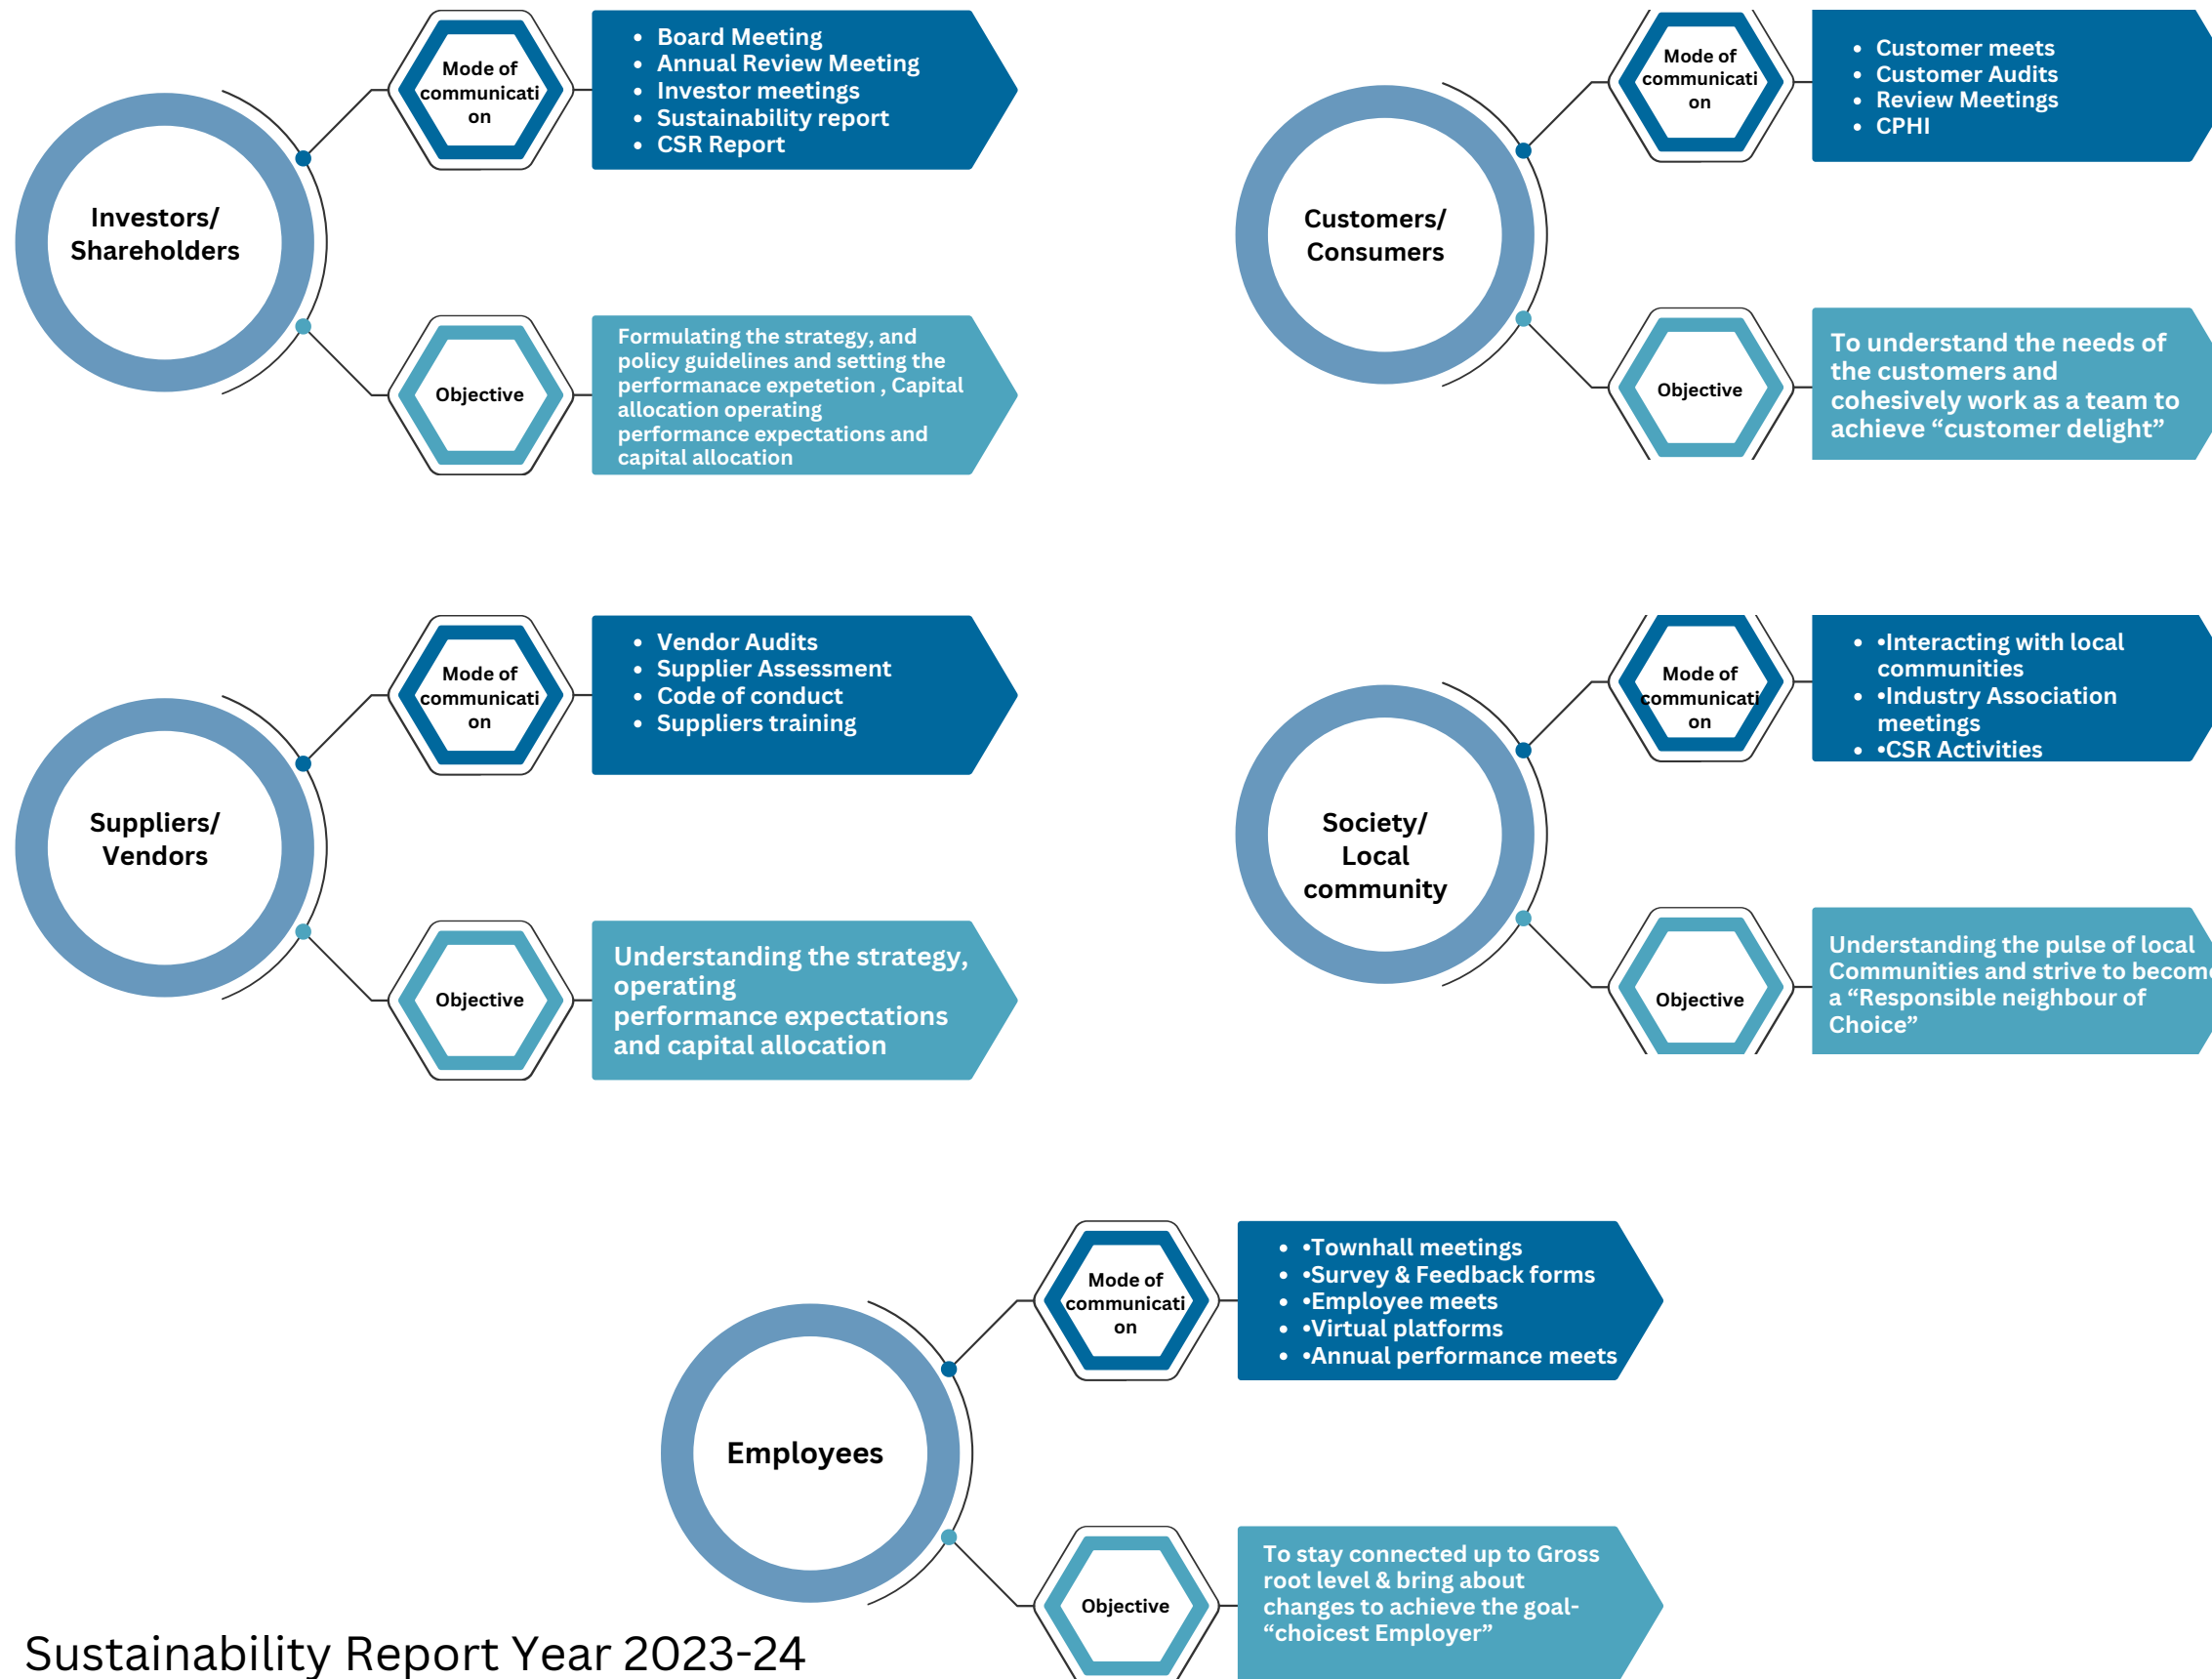 Investors/
Shareholders
Mode of
communicati
on
• Board Meeting
• Annual Review Meeting
• Investor meetings
• Sustainability report
• CSR Report
Objective
Formulating the strategy, and
policy guidelines and setting the
performanace expetetion , Capital
allocation operating
performance expectations and
capital allocation
Customers/
Consumers
Mode of
communicati
on
• Customer meets
• Customer Audits
• Review Meetings
• CPHI
Objective
To understand the needs of
the customers and
cohesively work as a team to
achieve “customer delight”
Suppliers/
Vendors
Mode of
communicati
on
• Vendor Audits
• Supplier Assessment
• Code of conduct
• Suppliers training
Objective
Understanding the strategy,
operating
performance expectations
and capital allocation
Society/
Local
community
Mode of
communicati
on
• •Interacting with local
communities
• •Industry Association
meetings
• •CSR Activities
Objective
Understanding the pulse of local
Communities and strive to become
a “Responsible neighbour of
Choice”
Employees
Mode of
communicati
on
• •Townhall meetings
• •Survey & Feedback forms
• •Employee meets
• •Virtual platforms
• •Annual performance meets
Objective
To stay connected up to Gross
root level & bring about
changes to achieve the goal-
“choicest Employer”
Sustainability Report Year 2023-24